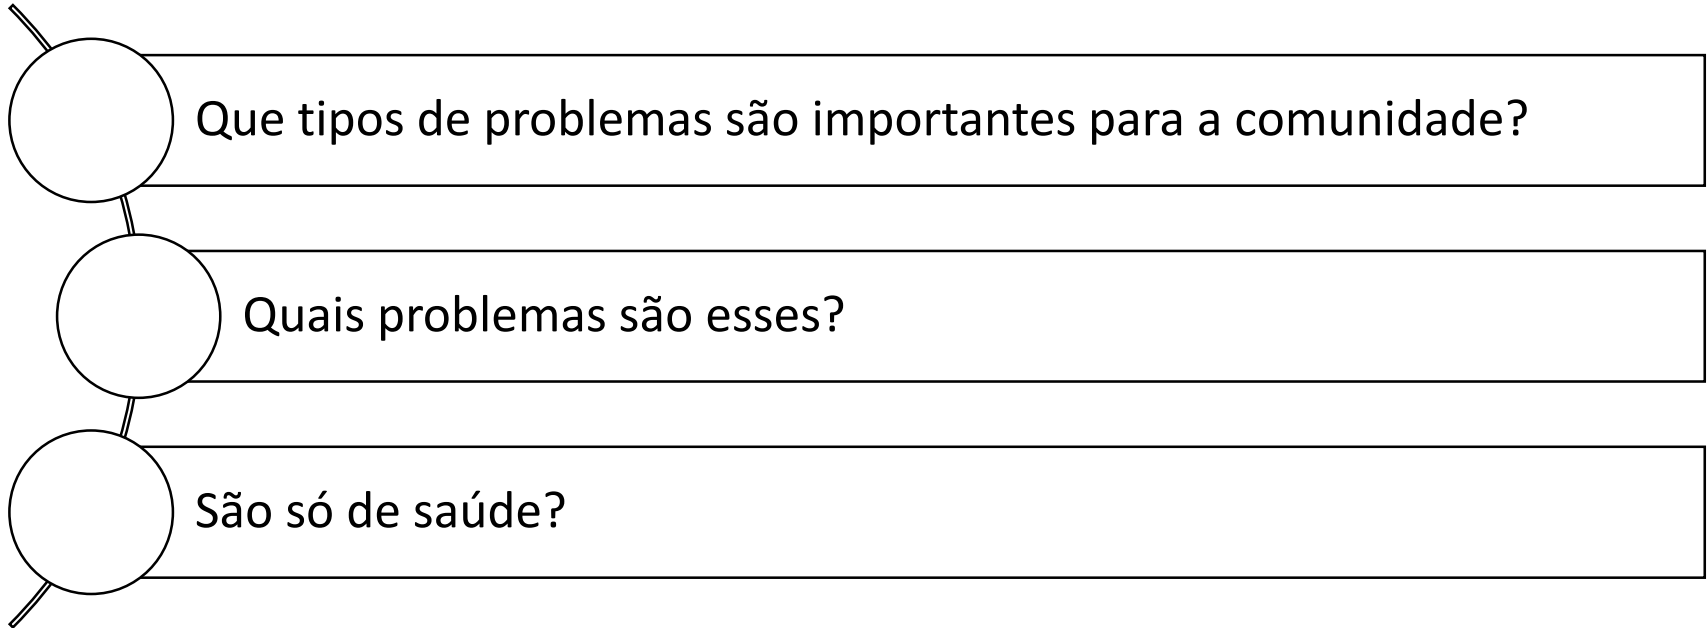 Que tipos de problemas são importantes para a comunidade?
Quais problemas são esses?
São só de saúde?